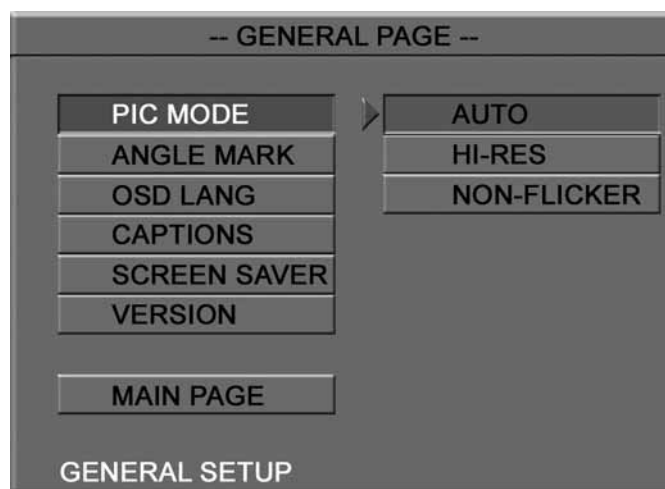 -- GENERAL PAGE --
PIC MODE
AUTO
ANGLE MARK
HI-RES
OSD LANG
NON-FLICKER
CAPTIONS
SCREEN SAVER
VERSION
MAIN PAGE
GENERAL SETUP